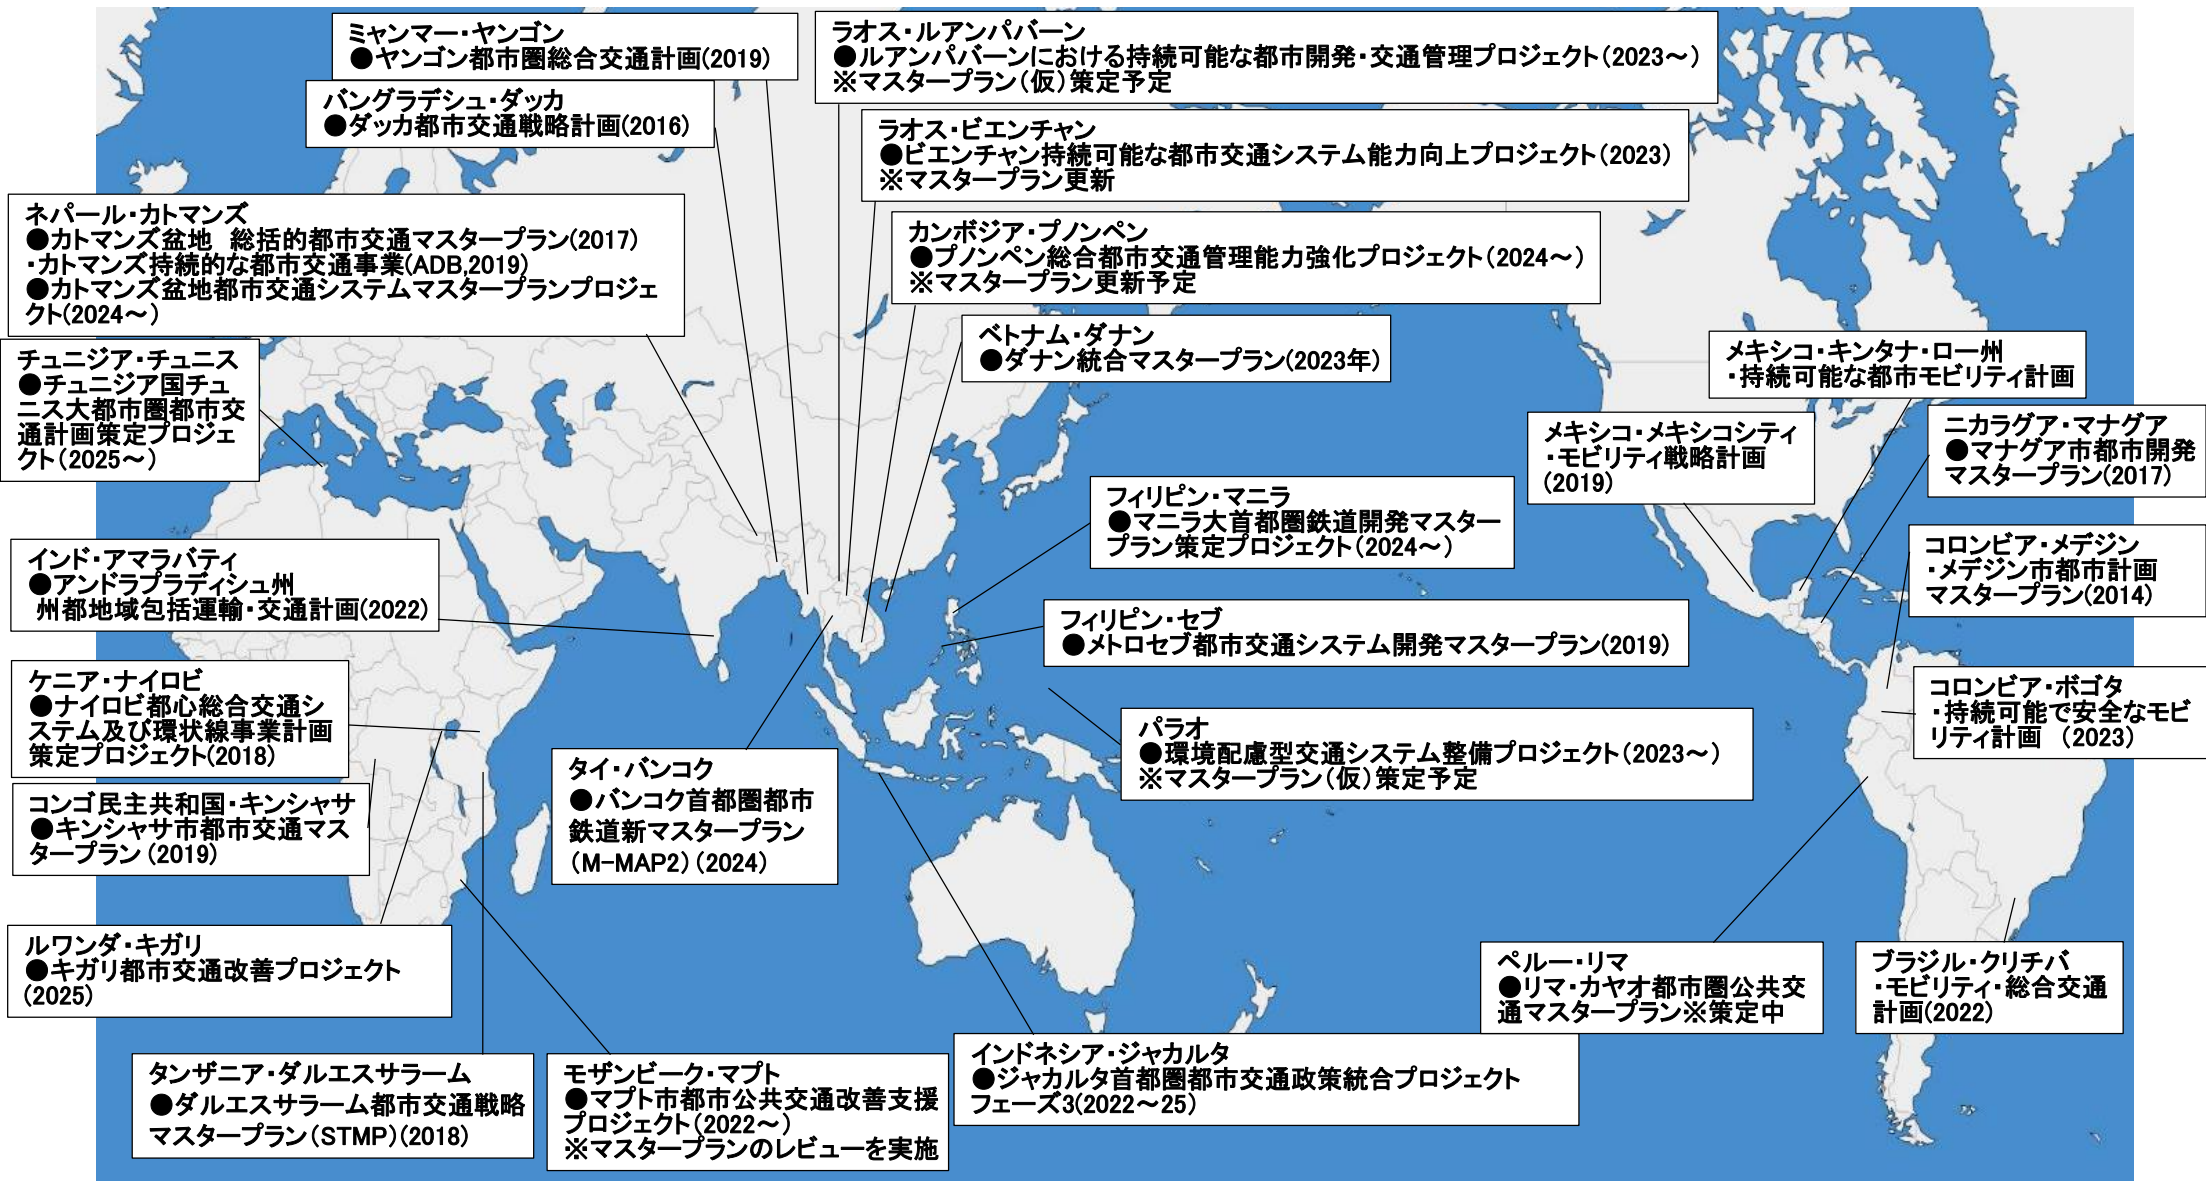 ミャンマー・ヤンゴン
●ヤンゴン都市圏総合交通計画(2019)
ラオス・ルアンパバーン
●ルアンパバーンにおける持続可能な都市開発・交通管理プロジェクト(2023～)
※マスタープラン(仮)策定予定
バングラデシュ・ダッカ
●ダッカ都市交通戦略計画(2016)
ラオス・ビエンチャン
●ビエンチャン持続可能な都市交通システム能力向上プロジェクト(2023)
※マスタープラン更新
ネパール・カトマンズ
●カトマンズ盆地　総括的都市交通マスタープラン(2017)
・カトマンズ持続的な都市交通事業(ADB,2019)
●カトマンズ盆地都市交通システムマスタープランプロジェ
クト(2024～)
カンボジア・プノンペン
●プノンペン総合都市交通管理能力強化プロジェクト(2024～)
※マスタープラン更新予定
ベトナム・ダナン
●ダナン統合マスタープラン(2023年)
チュニジア・チュニス
●チュニジア国チュ
ニス大都市圏都市交
通計画策定プロジェ
クト(2025～)
メキシコ・キンタナ・ロー州
・持続可能な都市モビリティ計画
メキシコ・メキシコシティ
・モビリティ戦略計画
(2019)
ニカラグア・マナグア
●マナグア市都市開発
マスタープラン(2017)
フィリピン・マニラ
●マニラ大首都圏鉄道開発マスター
プラン策定プロジェクト(2024～)
コロンビア・メデジン
・メデジン市都市計画
マスタープラン(2014)
インド・アマラバティ
●アンドラプラディシュ州
州都地域包括運輸・交通計画(2022)
フィリピン・セブ
●メトロセブ都市交通システム開発マスタープラン(2019)
ケニア・ナイロビ
●ナイロビ都心総合交通シ
ステム及び環状線事業計画
策定プロジェクト(2018)
コロンビア・ボゴタ
・持続可能で安全なモビ
リティ計画　(2023)
パラオ
●環境配慮型交通システム整備プロジェクト(2023～)
※マスタープラン(仮)策定予定
タイ・バンコク
●バンコク首都圏都市
鉄道新マスタープラン
(M-MAP2)(2024)
コンゴ民主共和国・キンシャサ
●キンシャサ市都市交通マス
タープラン(2019)
ルワンダ・キガリ
●キガリ都市交通改善プロジェクト
(2025)
ペルー・リマ
●リマ・カヤオ都市圏公共交
通マスタープラン※策定中
ブラジル・クリチバ
・モビリティ・総合交通
計画(2022)
タンザニア・ダルエスサラーム
●ダルエスサラーム都市交通戦略
マスタープラン(STMP)(2018)
モザンビーク・マプト
●マプト市都市公共交通改善支援
プロジェクト(2022～)
※マスタープランのレビューを実施
インドネシア・ジャカルタ
●ジャカルタ首都圏都市交通政策統合プロジェクト
フェーズ3(2022～25)